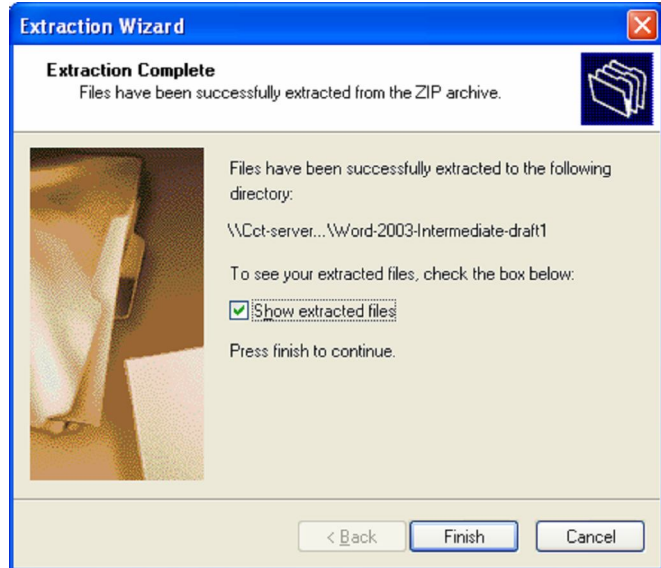 Extraction Wizard
Extraction Complete
Files have been successfully extracted from the ZIP archive.
Files have been successfully extracted to the following
directory:
\\Cct-server...\Word-2003-Intermediate-draft1
To see your extracted files, check the box below:
Show extracted files
Press finish to continue.
< Back Finish Cancel